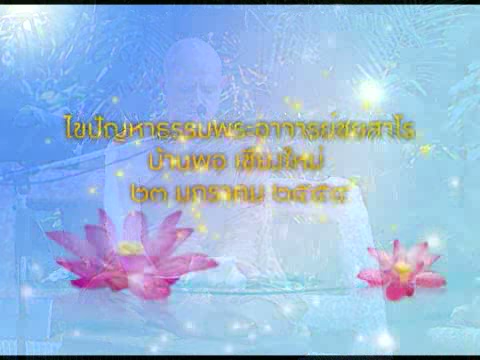 ไขปัญหาธรรมพระอาจารย์ชยสาโร
บ้านพอ เชียงใหม่
๒๓ มกราคม ๒๕๕๔